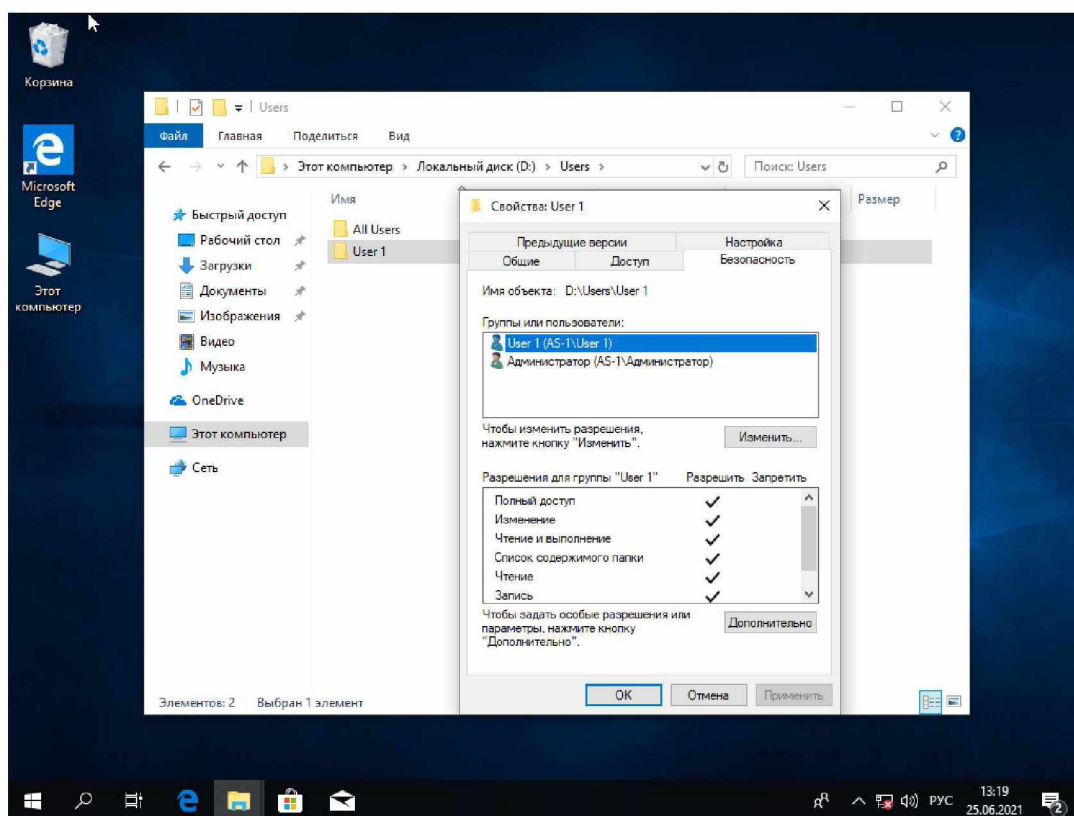 Корзина
Microsoft
Edge
Этот
компьютер
Users
Файл Главная Поделиться Вид
Этот компьютер > Локальный диск (D:) > Users >
Поиск: Users
Имя
Размер
Быстрый доступ
Рабочий стол
Загрузки
Документы
Изображения
Видео
Музыка
OneDrive
Этот компьютер
Сеть
All Users
User 1
Свойства: User 1
Предыдущие версии Настройка
Общие Доступ Безопасность
Имя объекта: D:\Users\User 1
Группы или пользователи:
User 1 (AS-1\User 1)
Администратор (AS-1\Администратор)
Чтобы изменить разрешения,
нажмите кнопку "Изменить".
Изменить...
Разрешения для группы "User 1" Разрешить Запретить
Полный доступ
Изменение
Чтение и выполнение
Список содержимого папки
Чтение
Запись
Чтобы задать особые разрешения или
параметры, нажмите кнопку
"Дополнительно".
Дополнительно
ОК Отмена Применить
Элементов: 2 Выбран 1 элемент
РУС
13:19
25.06.2021
2